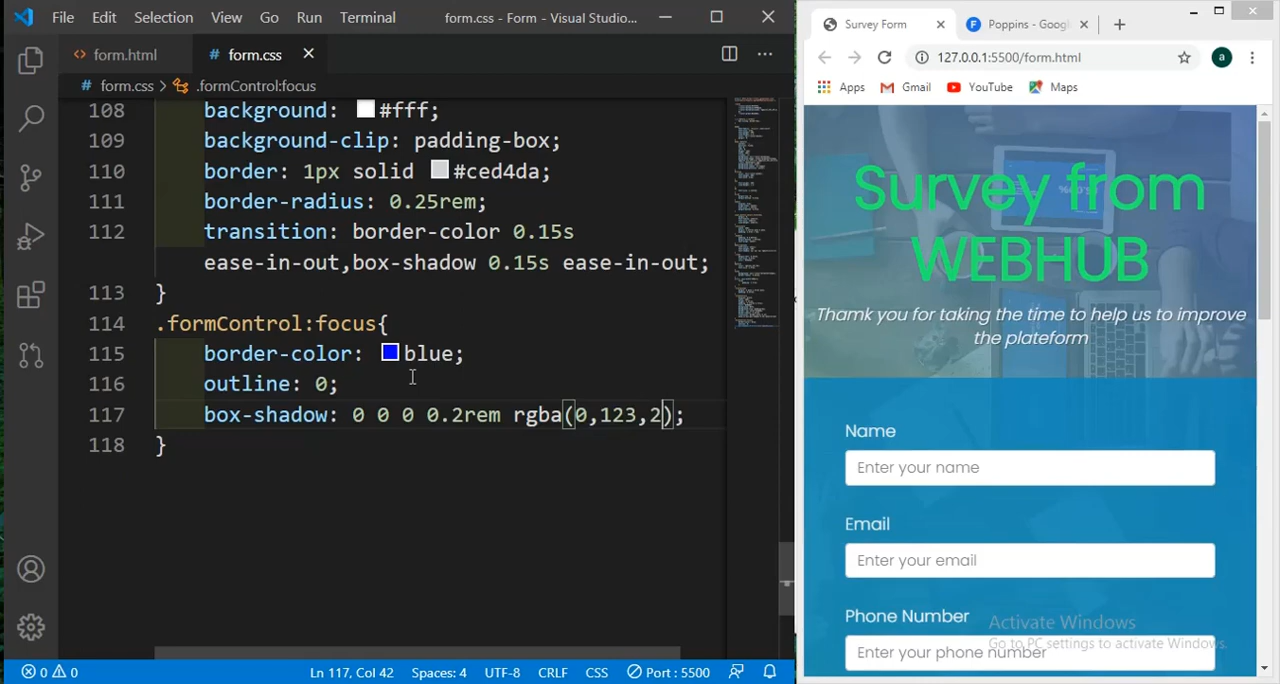 File Edit Selection View Go Run Terminal form.css - Form - Visual Studio...
form.html form.css
form.css > .formControl:focus
108 background: #fff;
109 background-clip: padding-box;
110 border: 1px solid #ced4da;
111 border-radius: 0.25rem;
112 transition: border-color 0.15s
ease-in-out,box-shadow 0.15s ease-in-out;
113 }
114 .formControl:focus{
115 border-color: blue;
116 outline: 0;
117 box-shadow: 0 0 0 0.2rem rgba(0,123,2);
118 }
0 0 Ln 117, Col 42 Spaces: 4 UTF-8 CRLF CSS Port : 5500
Survey Form Poppins - Goog
127.0.0.1:5500/form.html a
Apps Gmail YouTube Maps
Survey from
WEBHUB
Thamk you for taking the time to help us to improve
the plateform
Name
Enter your name
Email
Enter your email
Phone Number
Enter your phone number
Activate Windows
Go to PC settings to activate Windows.